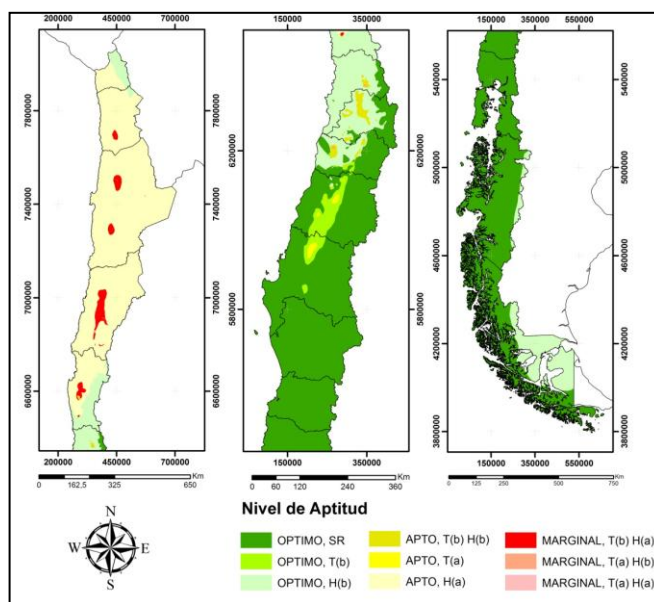 200000 450000 700000
7800000 7800000
7400000 7400000
7000000 7000000
6600000 6600000
200000 450000 700000
Km
0 162,5 325 650
150000 350000
6200000 6200000
5800000 5800000
150000 350000
Km
0 60 120 240 360
150000 350000 550000
5400000 5400000
5000000 5000000
4600000 4600000
4200000 4200000
3800000 3800000
150000 350000 550000
Km
0 125 250 500 750
N
W E
S
Nivel de Aptitud
OPTIMO, SR
OPTIMO, T(b)
OPTIMO, H(b)
APTO, T(b) H(b)
APTO, T(a)
APTO, H(a)
MARGINAL, T(b) H(a)
MARGINAL, T(a) H(b)
MARGINAL, T(a) H(a)